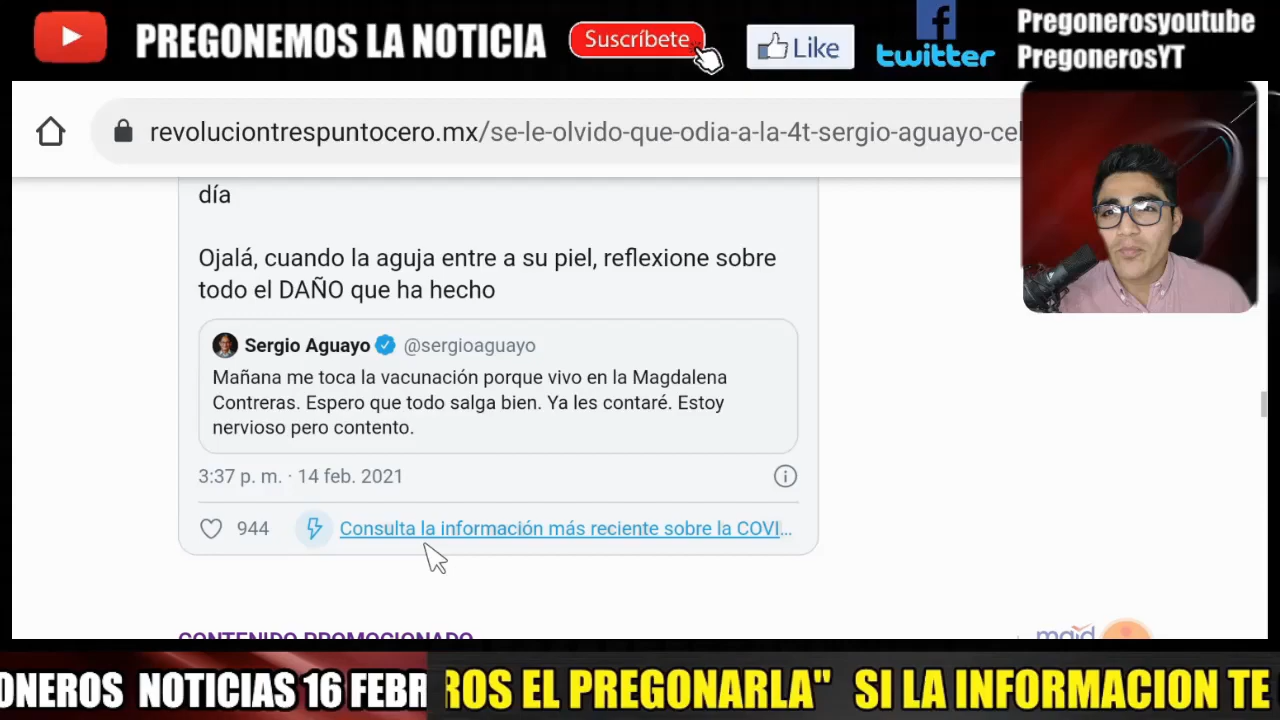 PREGONEMOS LA NOTICIA
Suscríbete
Like
twitter
Pregonerosyoutube
PregonerosYT
revoluciontrespuntocero.mx/se-le-olvido-que-odia-a-la-4t-sergio-aguayo-cel
día
Ojalá, cuando la aguja entre a su piel, reflexione sobre
todo el DAÑO que ha hecho
Sergio Aguayo @sergioaguayo
Mañana me toca la vacunación porque vivo en la Magdalena
Contreras. Espero que todo salga bien. Ya les contaré. Estoy
nervioso pero contento.
3:37 p. m. · 14 feb. 2021
944
Consulta la información más reciente sobre la COVI...
CONTENIDO PROMOCIONADO
ONEROS NOTICIAS 16 FEBR
ROS EL PREGONARLA" SI LA INFORMACION TE